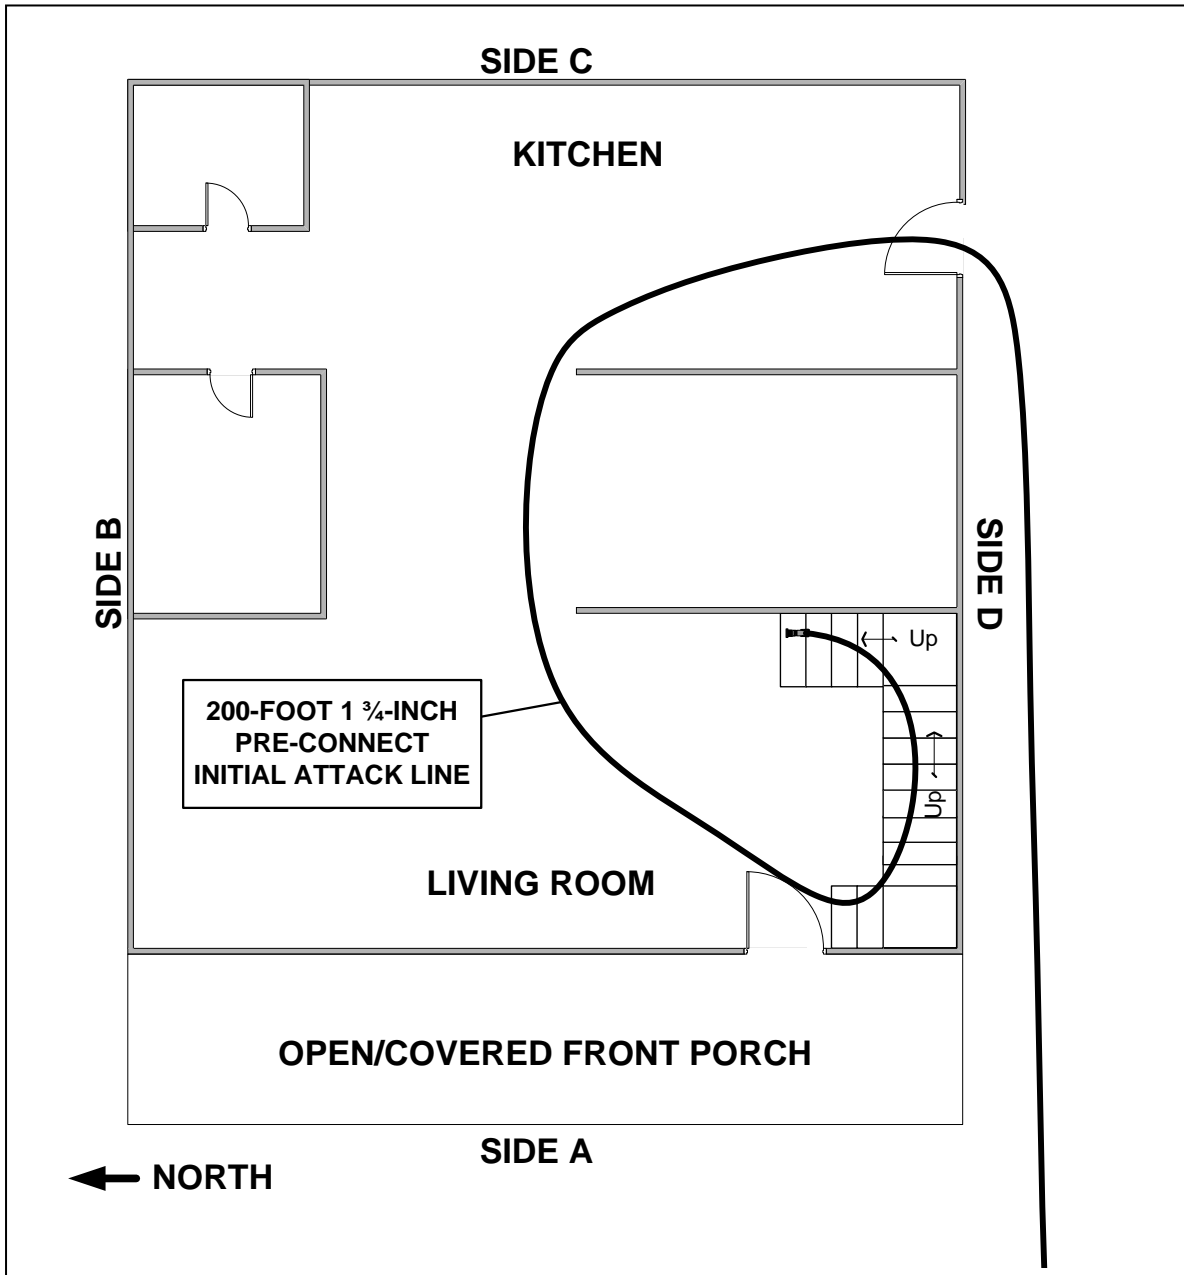 SIDE C
KITCHEN
SIDE B
SIDE D
Up
Up
200-FOOT 1 ¾-INCH
PRE-CONNECT
INITIAL ATTACK LINE
LIVING ROOM
OPEN/COVERED FRONT PORCH
SIDE A
NORTH